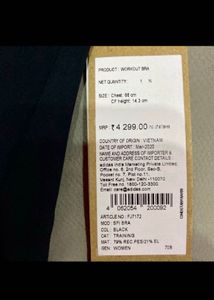 PRODUCT : WORKOUT BRA
NET QUANTITY : 1 N
SIZE : Chest: 88 cm
CF height: 14.3 cm
MRP : ₹ 4 299.00
COUNTRY OF ORIGIN : VIETNAM
DATE OF IMPORT : Mar-2020
NAME AND ADDRESS OF IMPORTER &
CUSTOMER CARE CONTACT DETAILS:
adidas India Marketing Private Limited,
Office No. 6, 2nd Floor, Sec-B,
Pocket no. 7, Plot no.11,
Vasant Kunj, New Delhi -110070
Toll Free No. 1800-120-3300
Email: care@adidas.com
4 062054 200092
ARTICLE : FJ7172
MOD : SFI BRA
COL : BLACK
CAT : TRAINING
MAT: 79% REC.PES/21% EL
GEN: WOMEN